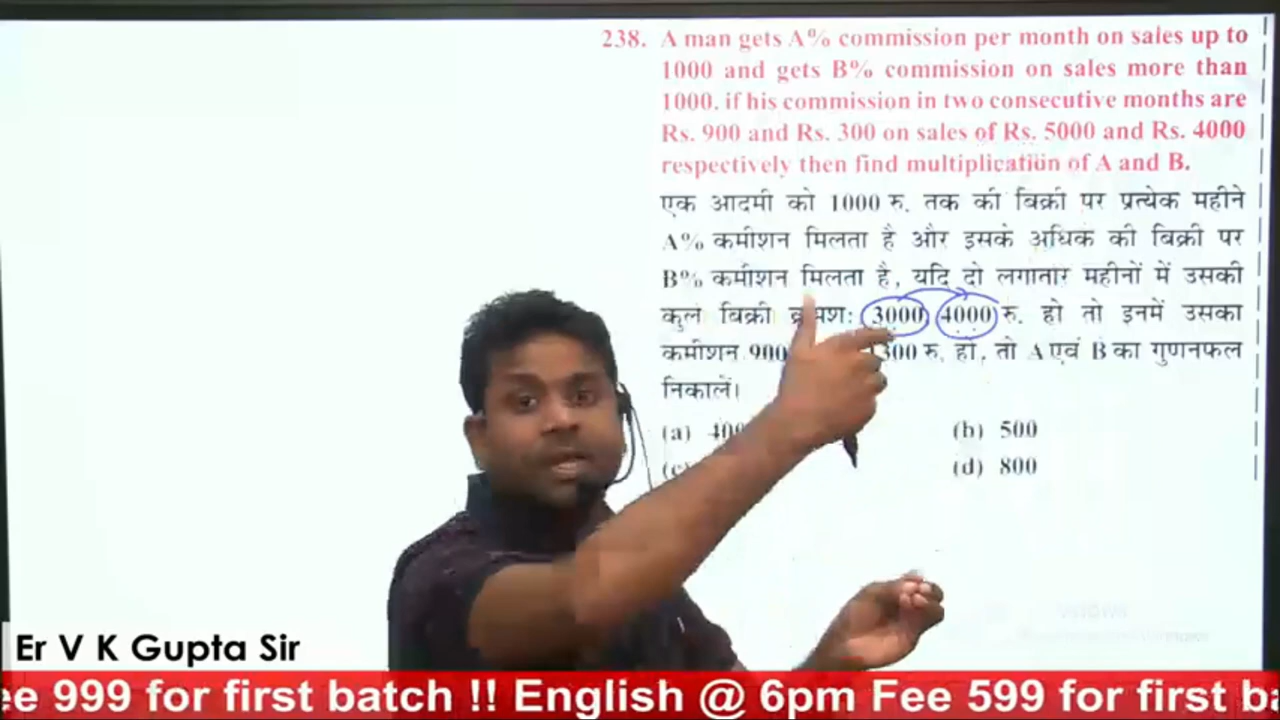 238. A man gets A% commission per month on sales up to
1000 and gets B% commission on sales more than
1000. if his commission in two consecutive months are
Rs. 900 and Rs. 300 on sales of Rs. 5000 and Rs. 4000
respectively then find multiplication of A and B.
एक आदमी को 1000 रु. तक की बिक्री पर प्रत्येक महीने
A% कमीशन मिलता है और इसके अधिक की बिक्री पर
B% कमीशन मिलता है, यदि दो लगातार महीनों में उसकी
कुल बिक्री 3000 4000 रु. हो तो इनमें उसका
कमीशन 900 300 रु. हो, तो A एवं B का गुणनफल
निकालें।
(a) 400 (b) 500
(d) 800
Er V K Gupta Sir
ee 999 for first batch !! English @ 6pm Fee 599 for first ba